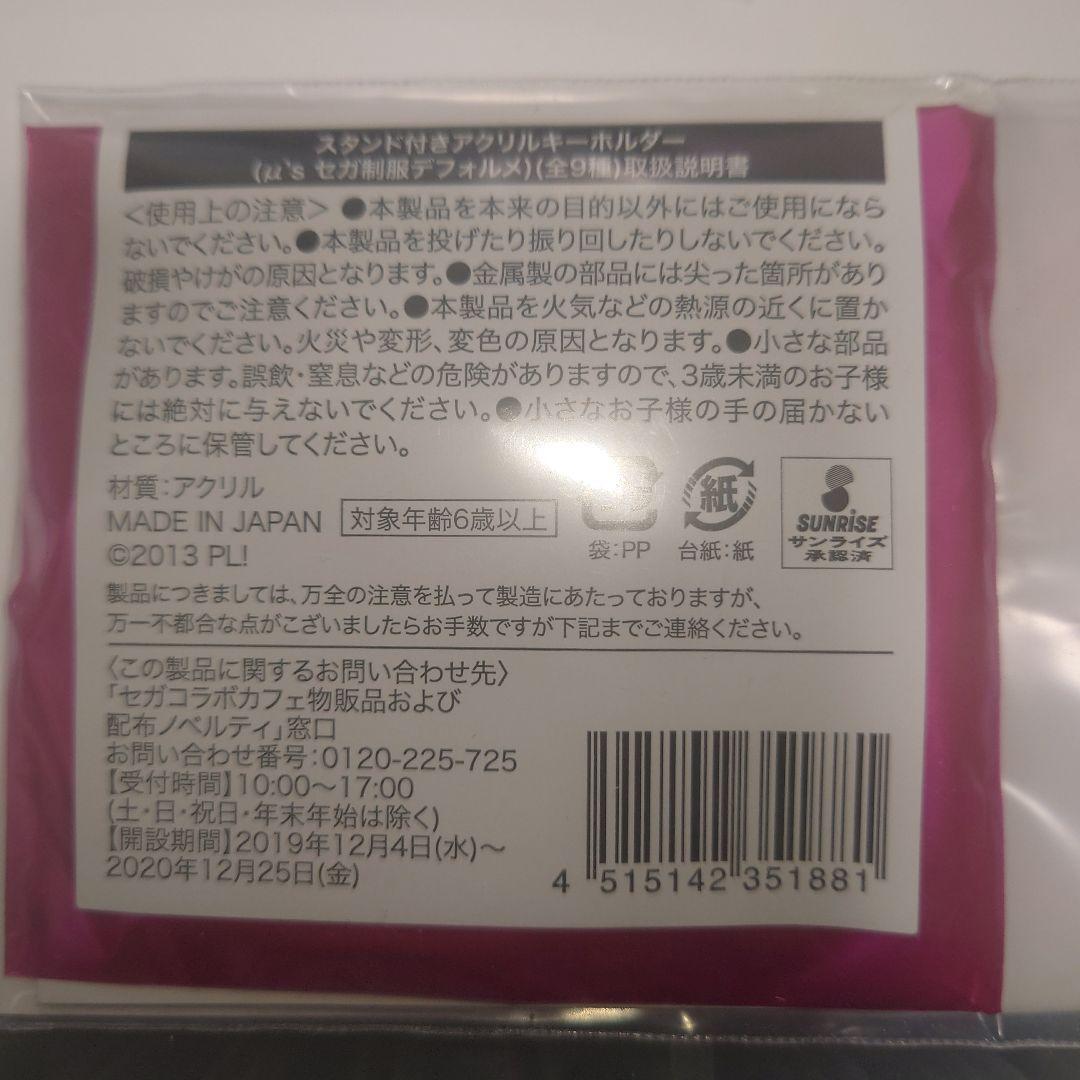 スタンド付きアクリルキーホルダー
(μ's セガ制服デフォルメ)(全9種)取扱説明書
＜使用上の注意＞ ●本製品を本来の目的以外にはご使用になら
ないでください。●本製品を投げたり振り回したりしないでください。
破損やけがの原因となります。●金属製の部品には尖った箇所があり
ますのでご注意ください。●本製品を火気などの熱源の近くに置か
ないでください。火災や変形、変色の原因となります。●小さな部品
があります。誤飲・窒息などの危険がありますので、3歳未満のお子様
には絶対に与えないでください。●小さなお子様の手の届かない
ところに保管してください。
材質：アクリル
MADE IN JAPAN 対象年齢6歳以上
©2013 PL!
袋：PP
紙
台紙：紙
SUNRISE
サンライズ
承認済
製品につきましては、万全の注意を払って製造にあたっておりますが、
万一不都合な点がございましたらお手数ですが下記までご連絡ください。
〈この製品に関するお問い合わせ先〉
「セガコラボカフェ物販品および
配布ノベルティ」窓口
お問い合わせ番号：0120-225-725
【受付時間】10:00～17:00
(土・日・祝日・年末年始は除く)
【開設期間】2019年12月4日(水)～
2020年12月25日(金)
4 515142 351881